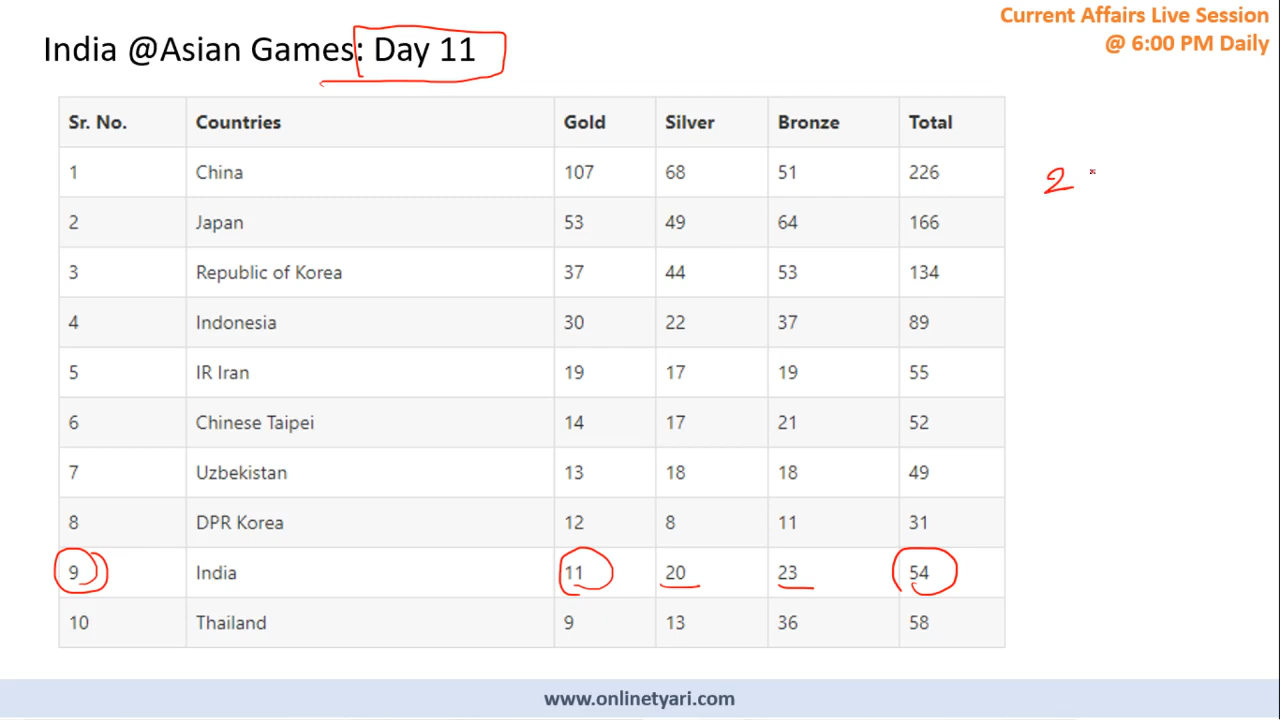 Current Affairs Live Session
@ 6:00 PM Daily
India @Asian Games: Day 11
Sr. No. Countries Gold Silver Bronze Total
1 China 107 68 51 226
2 Japan 53 49 64 166
3 Republic of Korea 37 44 53 134
4 Indonesia 30 22 37 89
5 IR Iran 19 17 19 55
6 Chinese Taipei 14 17 21 52
7 Uzbekistan 13 18 18 49
8 DPR Korea 12 8 11 31
9 India 11 20 23 54
10 Thailand 9 13 36 58
2
www.onlinetyari.com